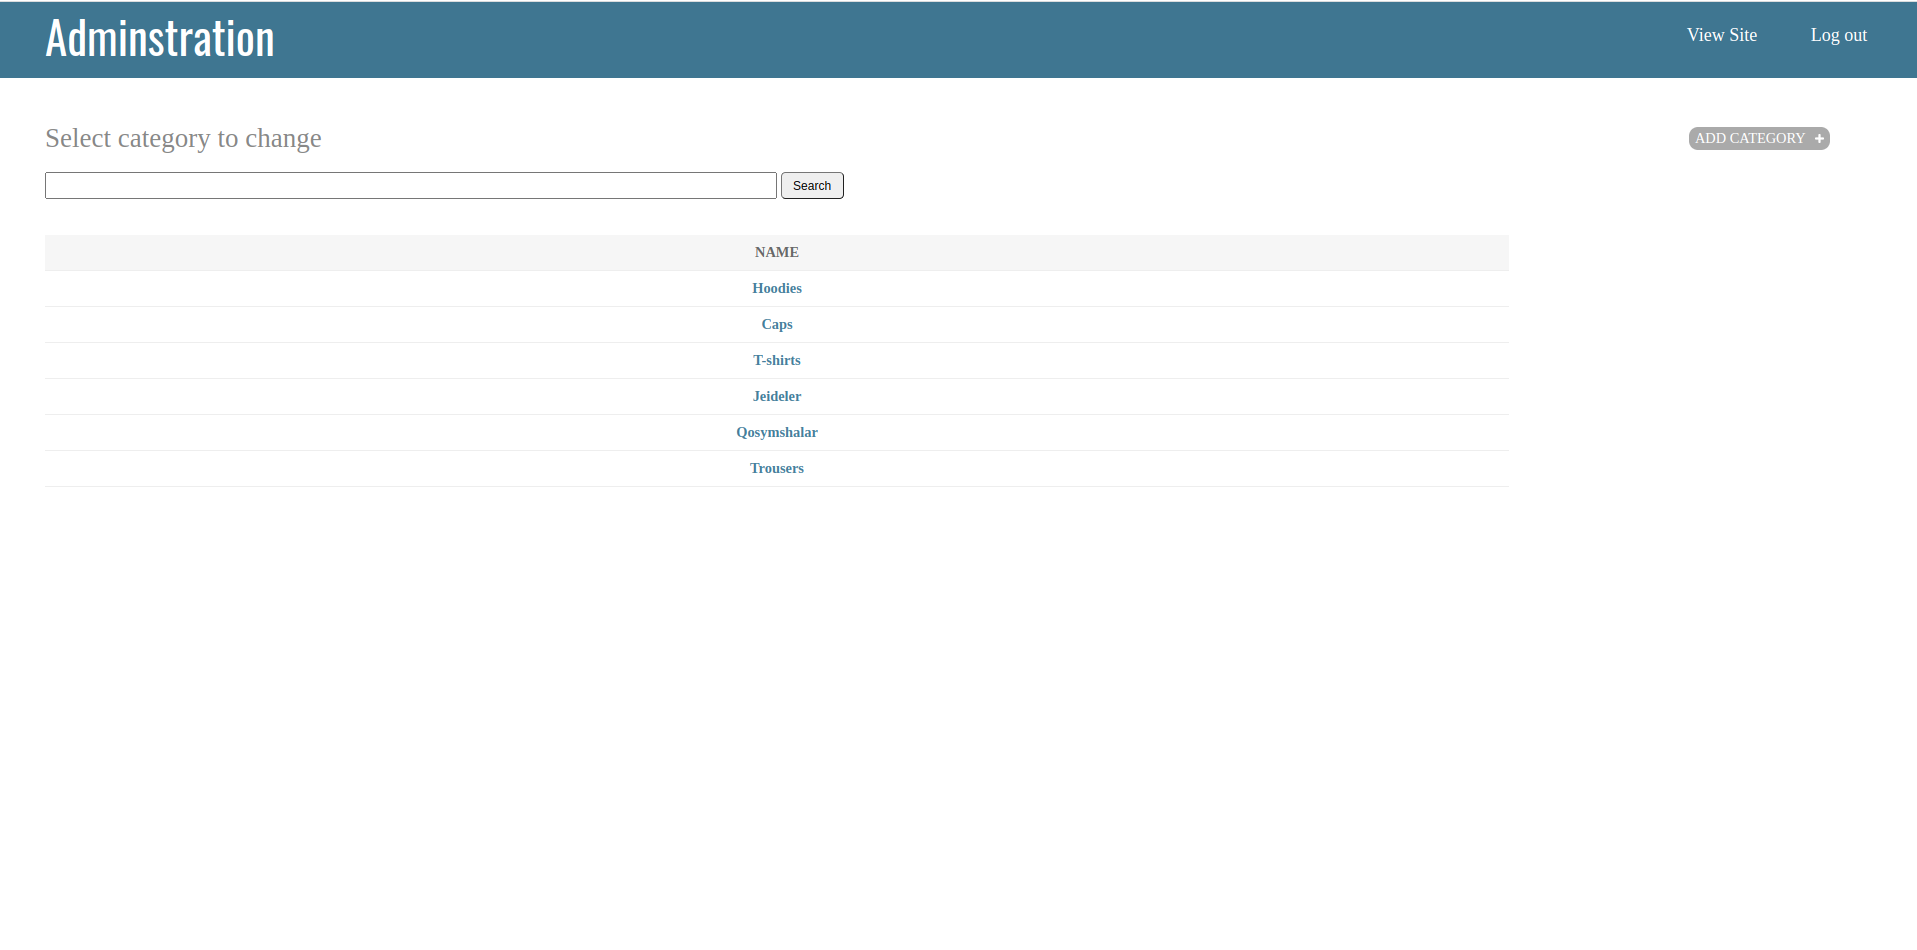 Adminstration
View Site
Log out
Select category to change
ADD CATEGORY +
Search
NAME
Hoodies
Caps
T-shirts
Jeideler
Qosymshalar
Trousers